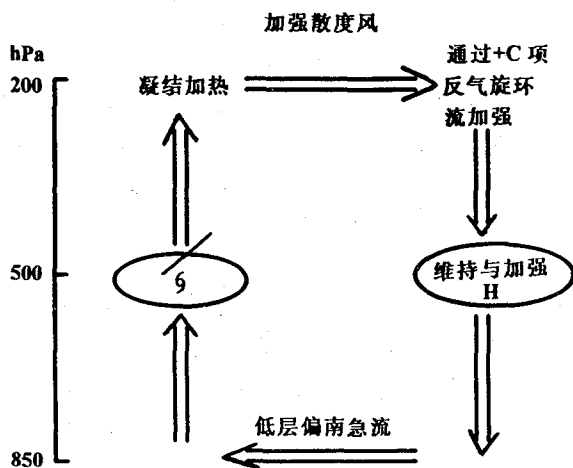 加强散度风
hPa
200
凝结加热
通过+C 项
反气旋环
流加强
500
维持与加强
H
低层偏南急流
850